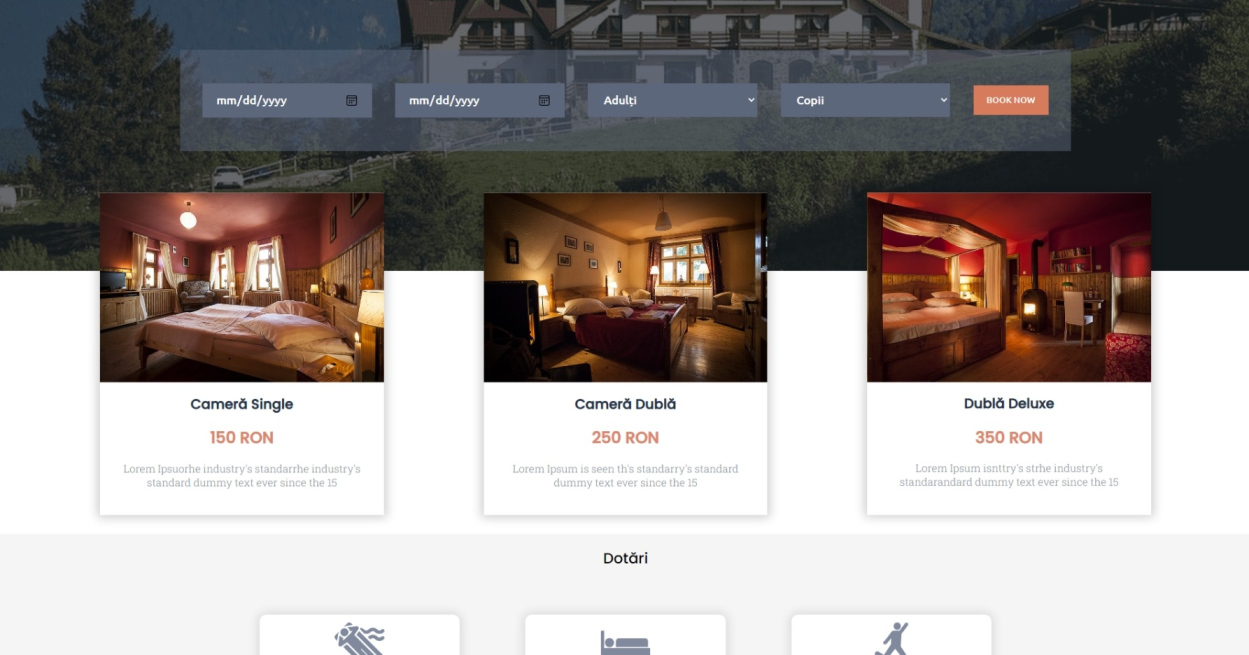 mm/dd/yyyy
mm/dd/yyyy
Adulți
Copii
BOOK NOW
Cameră Single
150 RON
Lorem Ipsuorhe industry's standarrhe industry's
standard dummy text ever since the 15
Cameră Dublă
250 RON
Lorem Ipsum is seen th's standarry's standard
dummy text ever since the 15
Dublă Deluxe
350 RON
Lorem Ipsum isnttry's strhe industry's
standarandard dummy text ever since the 15
Dotări